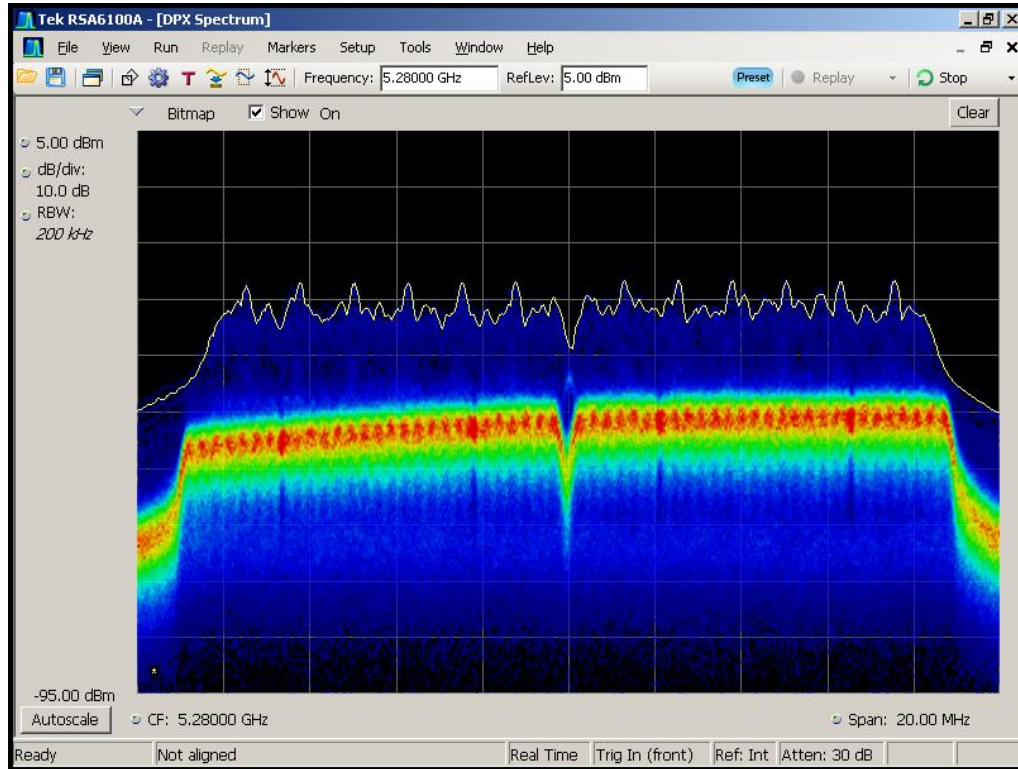 Tek RSA6100A - [DPX Spectrum]
File View Run Replay Markers Setup Tools Window Help
T Frequency: 5.28000 GHz RefLev: 5.00 dBm Preset Replay Stop
Bitmap Show On Clear
5.00 dBm
dB/div:
10.0 dB
RBW:
200 kHz
-95.00 dBm
Autoscale CF: 5.28000 GHz Span: 20.00 MHz
Ready Not aligned Real Time Trig In (front) Ref: Int Atten: 30 dB